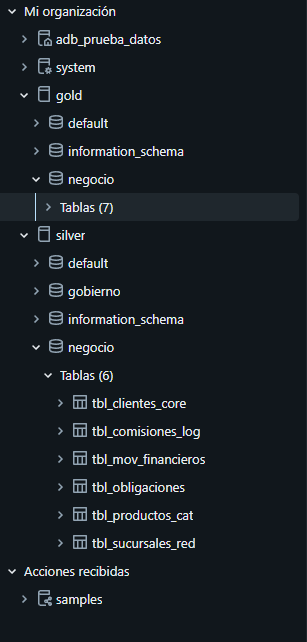 Mi organización
adb_prueba_datos
system
gold
default
information_schema
negocio
Tablas (7)
silver
default
gobierno
information_schema
negocio
Tablas (6)
tbl_clientes_core
tbl_comisiones_log
tbl_mov_financieros
tbl_obligaciones
tbl_productos_cat
tbl_sucursales_red
Acciones recibidas
samples